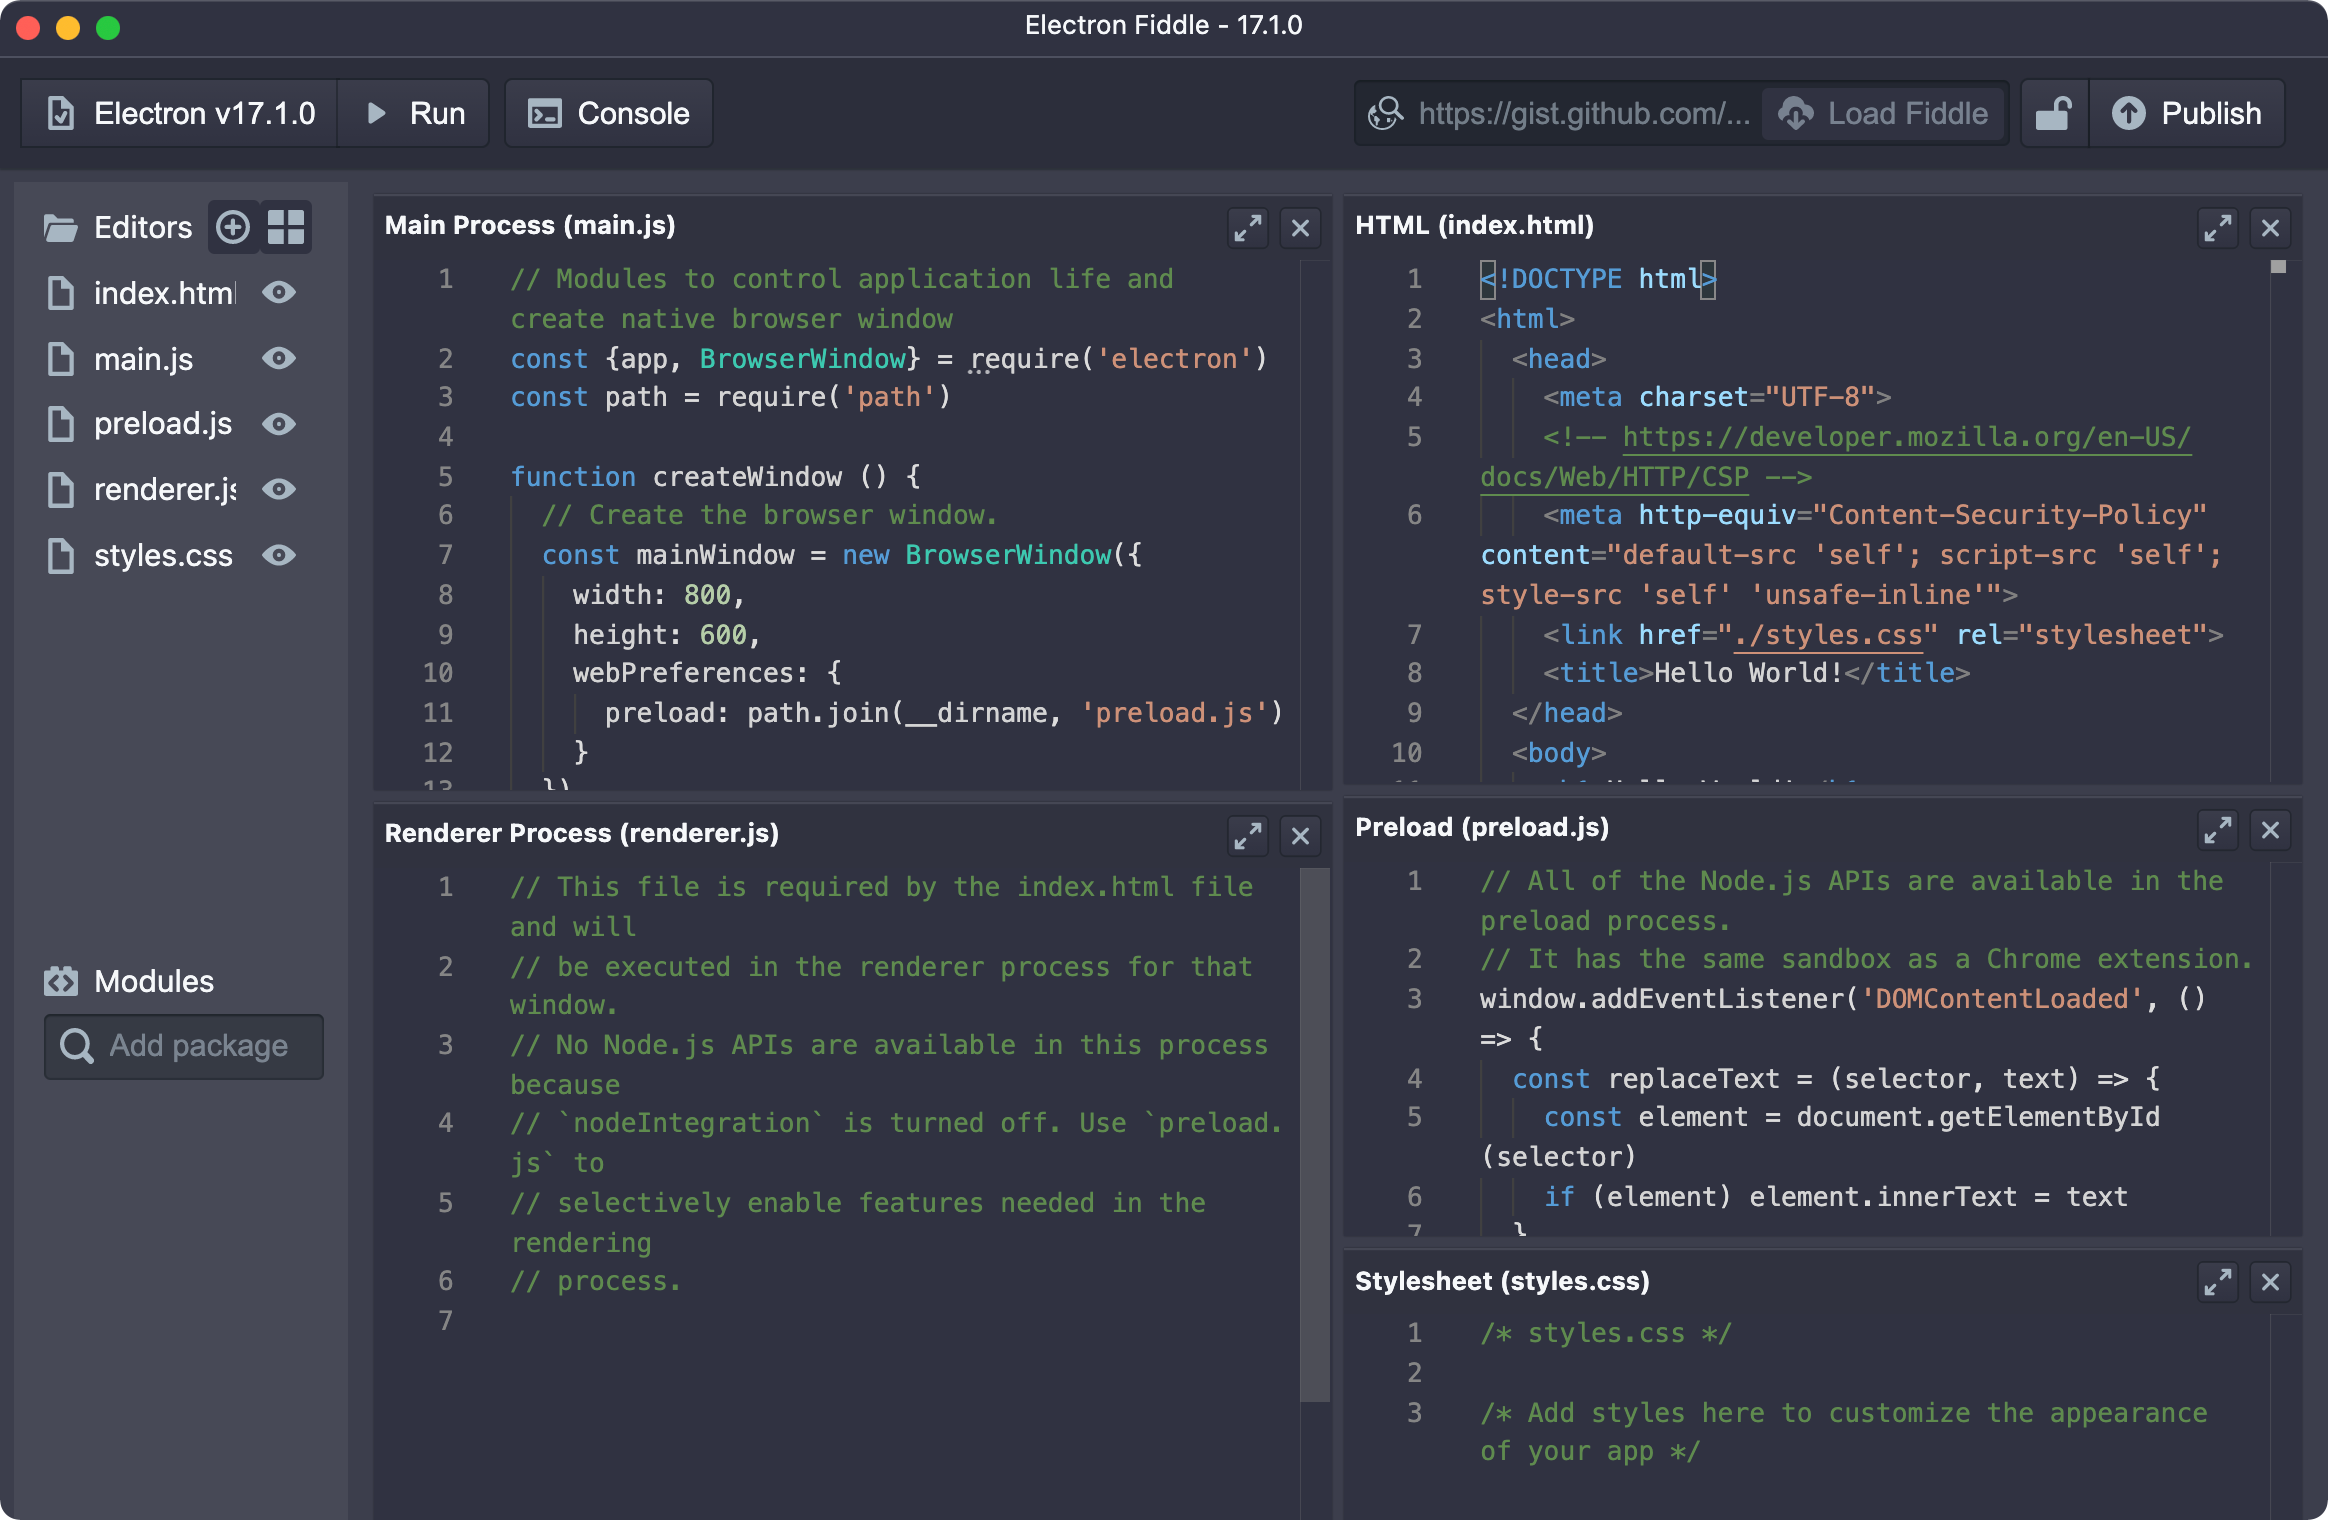 Electron Fiddle - 17.1.0
Electron v17.1.0
Run
Console
https://gist.github.com/...
Load Fiddle
Publish
Editors
index.html
main.js
preload.js
renderer.js
styles.css
Modules
Add package
Main Process (main.js)
1 // Modules to control application life and
create native browser window
2 const {app, BrowserWindow} = require('electron')
3 const path = require('path')
4
5 function createWindow () {
6 // Create the browser window.
7 const mainWindow = new BrowserWindow({
8 width: 800,
9 height: 600,
10 webPreferences: {
11 preload: path.join(__dirname, 'preload.js')
12 }
13 })
Renderer Process (renderer.js)
1 // This file is required by the index.html file
and will
2 // be executed in the renderer process for that
window.
3 // No Node.js APIs are available in this process
because
4 // `nodeIntegration` is turned off. Use `preload.
js` to
5 // selectively enable features needed in the
rendering
6 // process.
7
HTML (index.html)
1 <!DOCTYPE html>
2 <html>
3 <head>
4 <meta charset="UTF-8">
5 <!-- https://developer.mozilla.org/en-US/
docs/Web/HTTP/CSP -->
6 <meta http-equiv="Content-Security-Policy"
content="default-src 'self'; script-src 'self';
style-src 'self' 'unsafe-inline'">
7 <link href="./styles.css" rel="stylesheet">
8 <title>Hello World!</title>
9 </head>
10 <body>
Preload (preload.js)
1 // All of the Node.js APIs are available in the
preload process.
2 // It has the same sandbox as a Chrome extension.
3 window.addEventListener('DOMContentLoaded', ()
=> {
4 const replaceText = (selector, text) => {
5 const element = document.getElementById
(selector)
6 if (element) element.innerText = text
7 }
Stylesheet (styles.css)
1 /* styles.css */
2
3 /* Add styles here to customize the appearance
of your app */